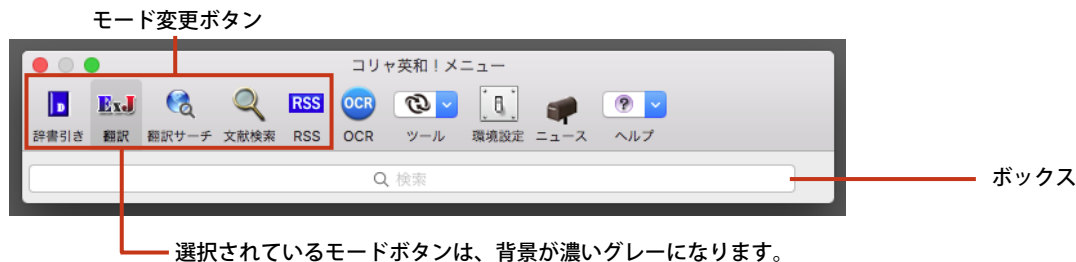 モード変更ボタン
コリャ英和！メニュー
D ExJ RSS OCR ?
辞書引き 翻訳 翻訳サーチ 文献検索 RSS OCR ツール 環境設定 ニュース ヘルプ
検索
ボックス
選択されているモードボタンは、背景が濃いグレーになります。